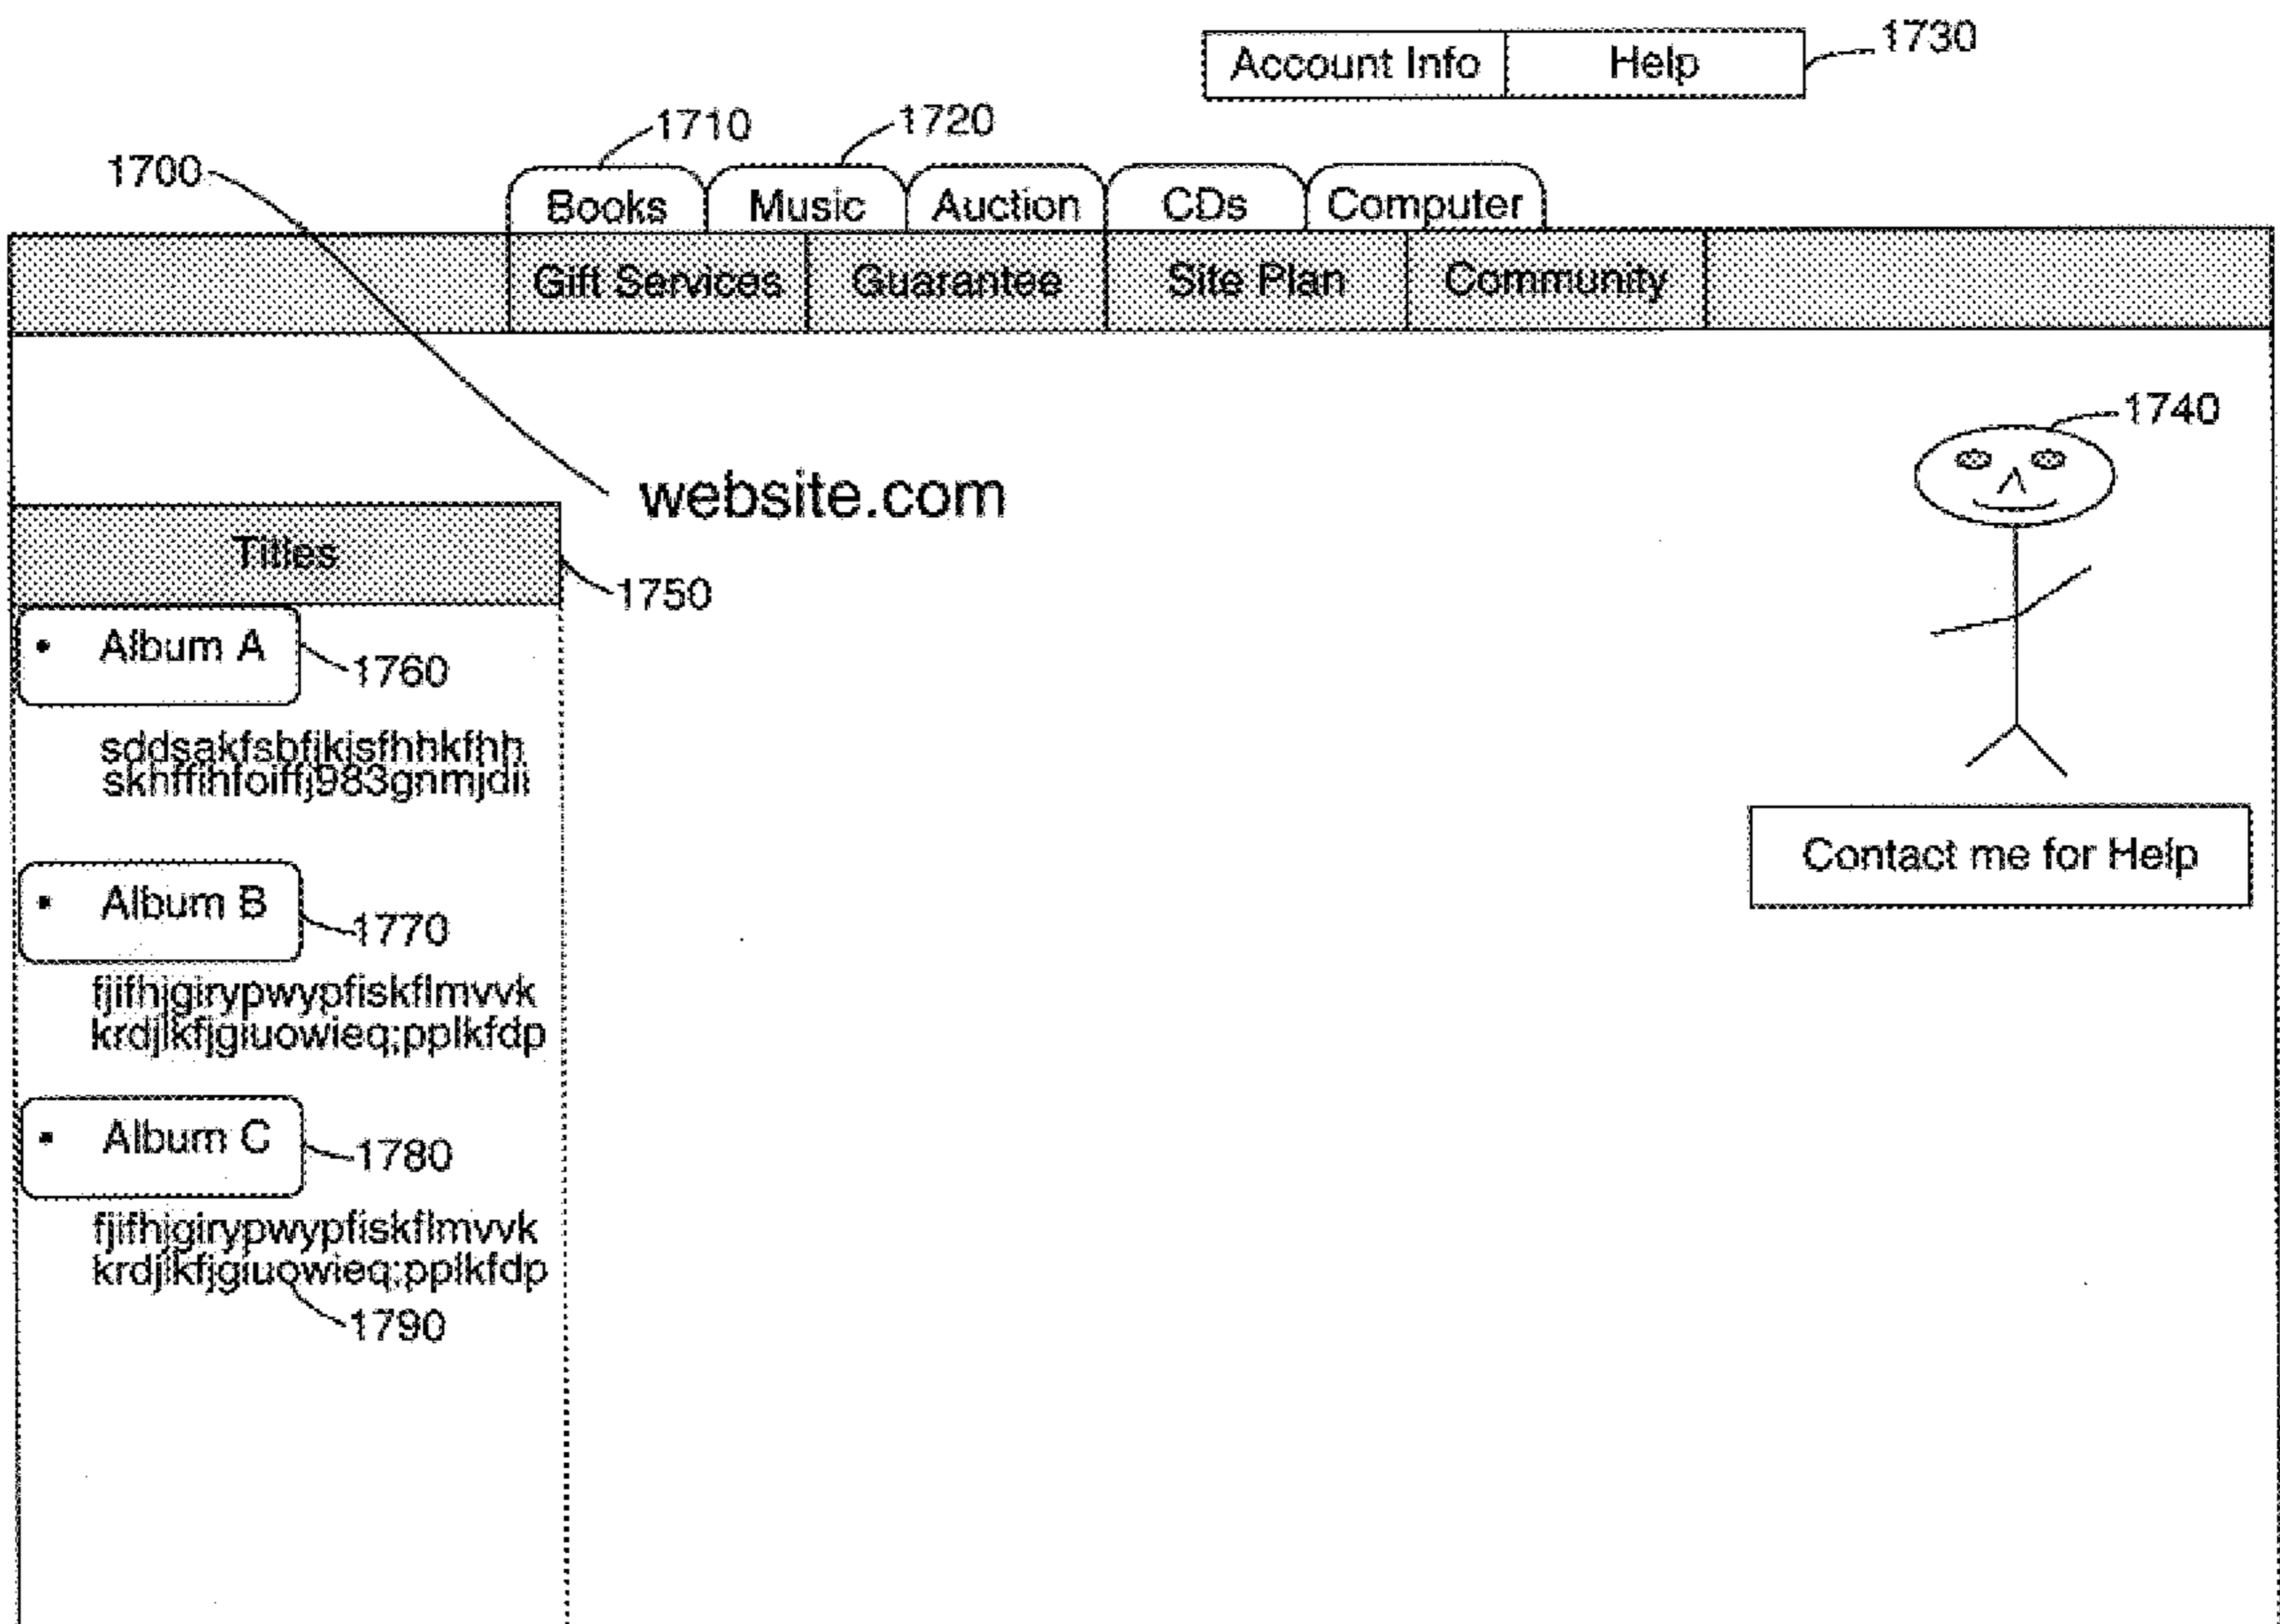 Account Info Help 1730
1710 1720
1700
Books Music Auction CDs Computer
Gift Services Guarantee Site Plan Community
1740
website.com
Titles
1750
• Album A
1760
sddsakfsbfjkjsfhhkfhh
skhffihfoiffj983gnmjdii
Contact me for Help
• Album B
1770
fjifhjgirypwypfiskflmvvk
krdjlkfjgiuowieq;pplkfdp
• Album C
1780
fjifhjgirypwypfiskflmvvk
krdjlkfjgiuowieq;pplkfdp
1790